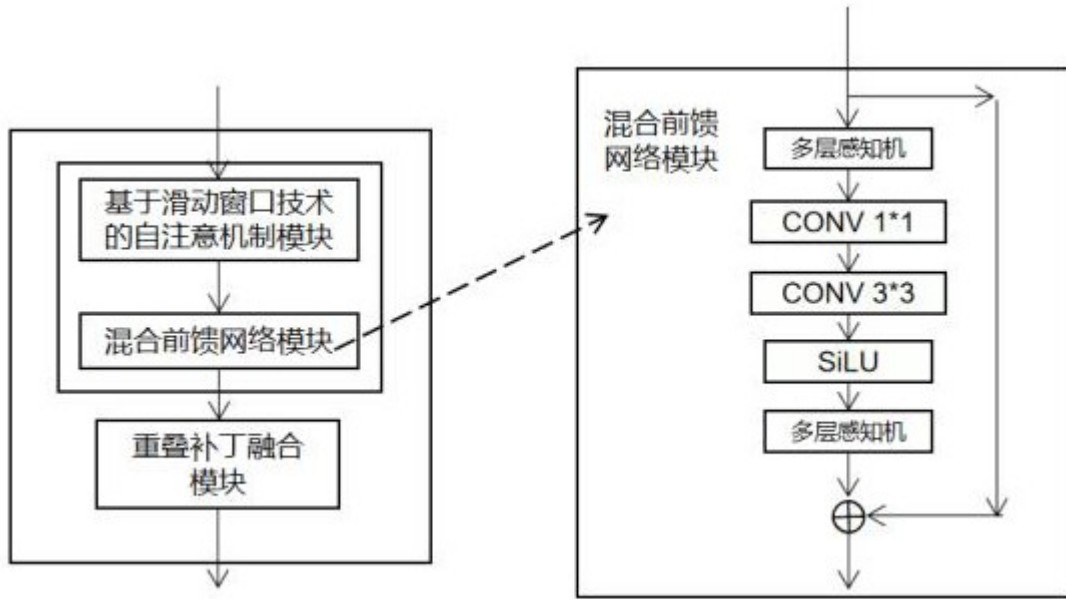 基于滑动窗口技术
的自注意机制模块
混合前馈网络模块
重叠补丁融合
模块
混合前馈
网络模块
多层感知机
CONV 1*1
CONV 3*3
SiLU
多层感知机